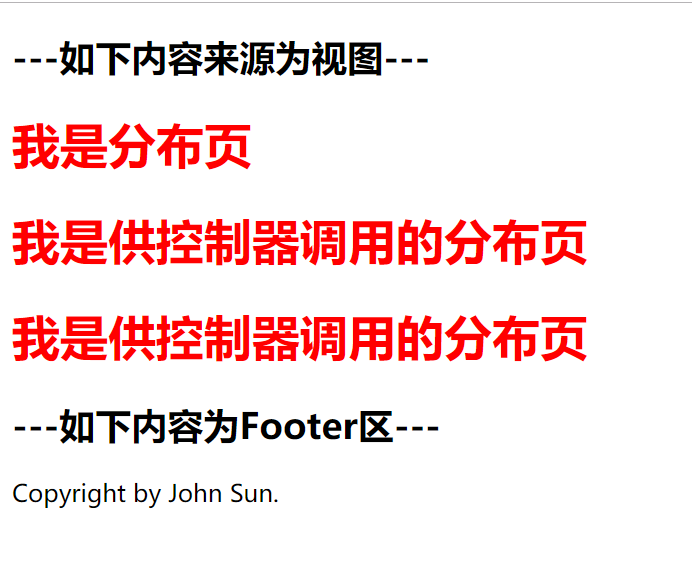 ---如下内容来源为视图---
我是分布页
我是供控制器调用的分布页
我是供控制器调用的分布页
---如下内容为Footer区---
Copyright by John Sun.